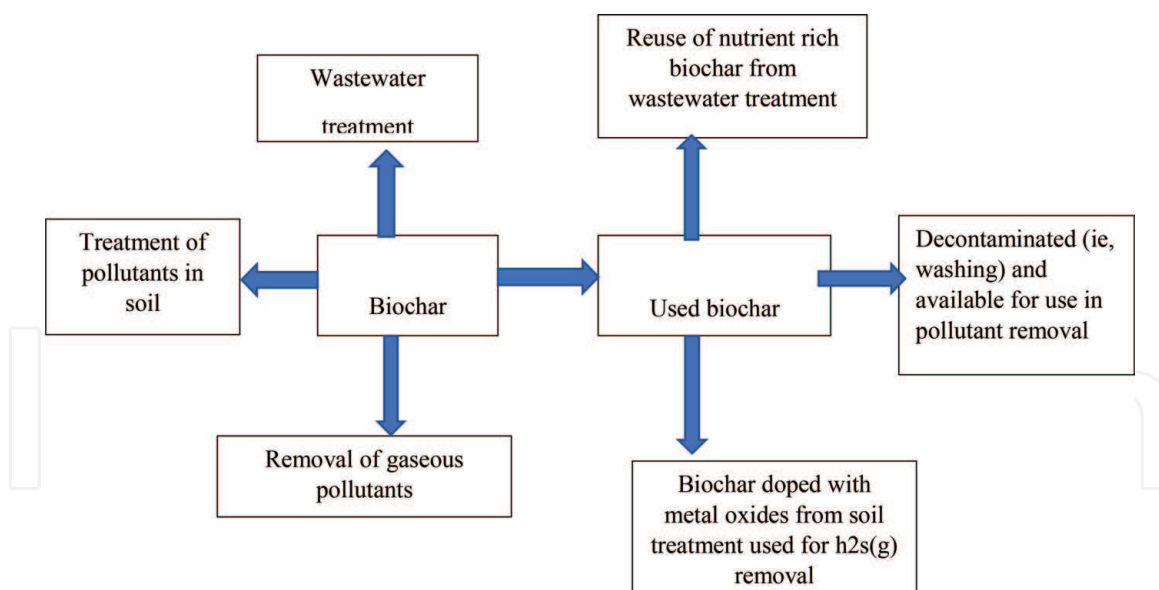 Wastewater
treatment
Reuse of nutrient rich
biochar from
wastewater treatment
Treatment of
pollutants in
soil
Biochar
Used biochar
Decontaminated (ie,
washing) and
available for use in
pollutant removal
Removal of gaseous
pollutants
Biochar doped with
metal oxides from soil
treatment used for h2s(g)
removal